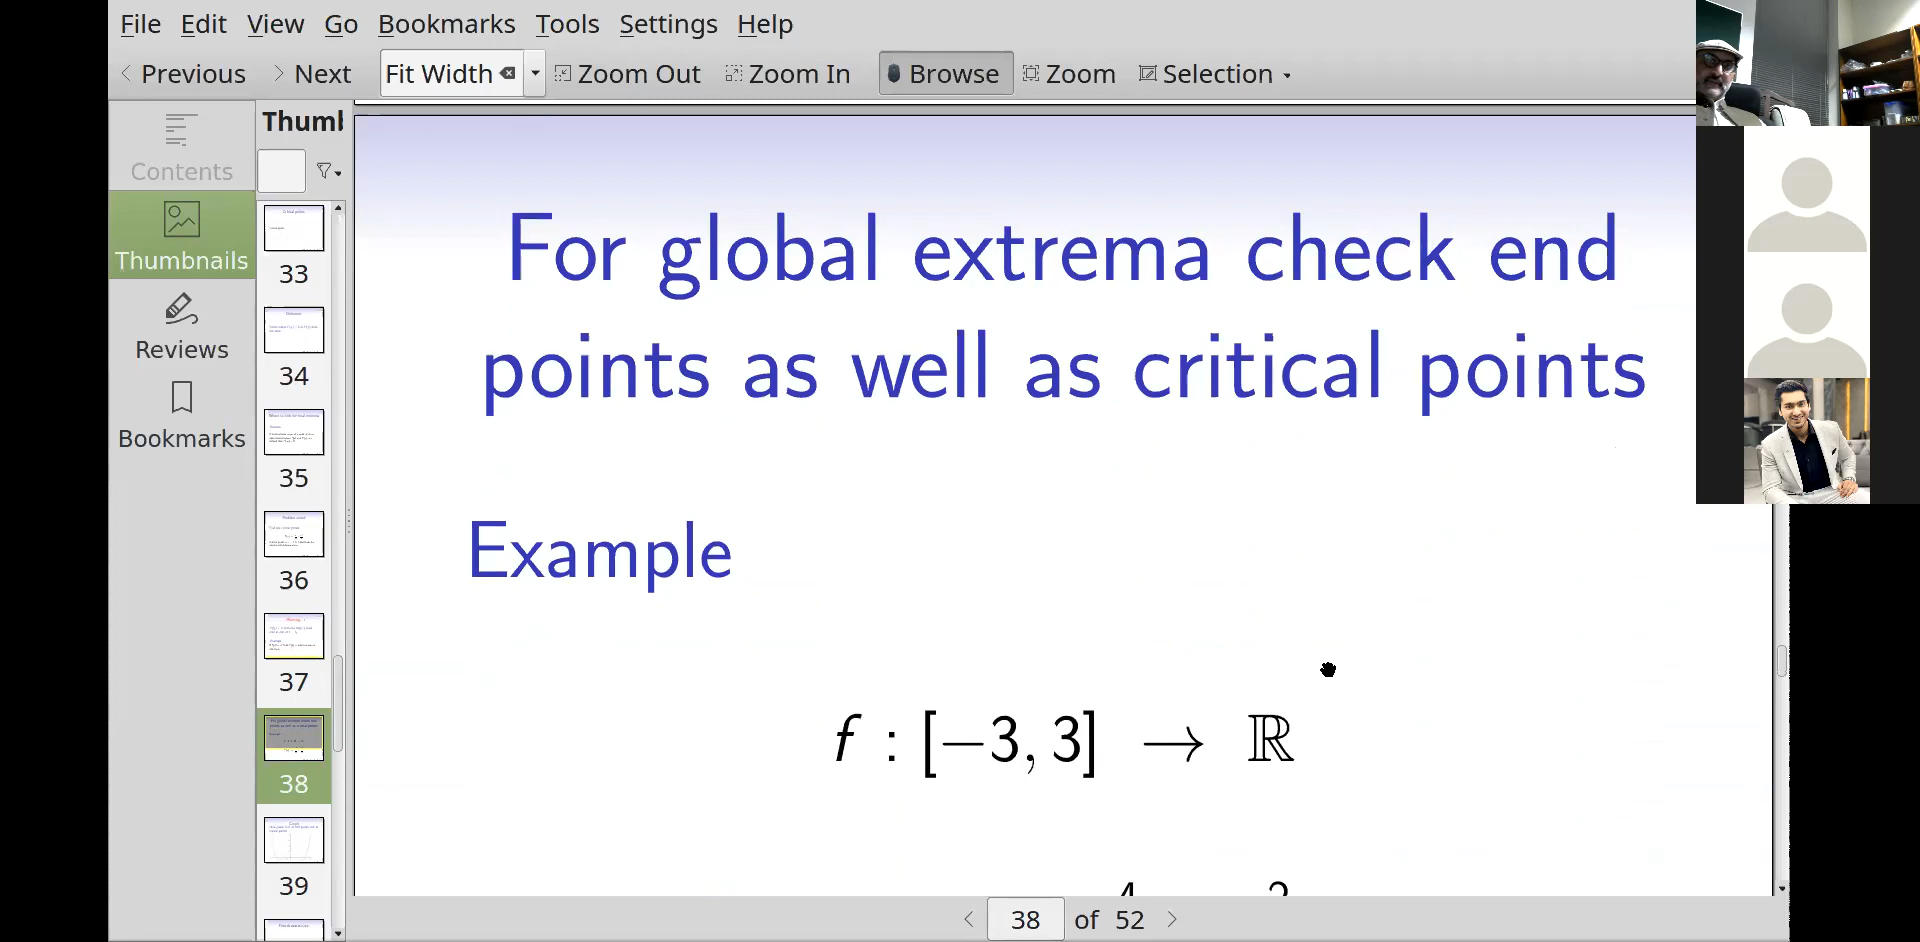 File Edit View Go Bookmarks Tools Settings Help
Previous Next Fit Width Zoom Out Zoom In Browse Zoom Selection
Contents
Thumbnails
Reviews
Bookmarks
Thumb
33
34
35
36
37
38
39
For global extrema check end
points as well as critical points
Example
f : [−3, 3] → ℝ
38 of 52